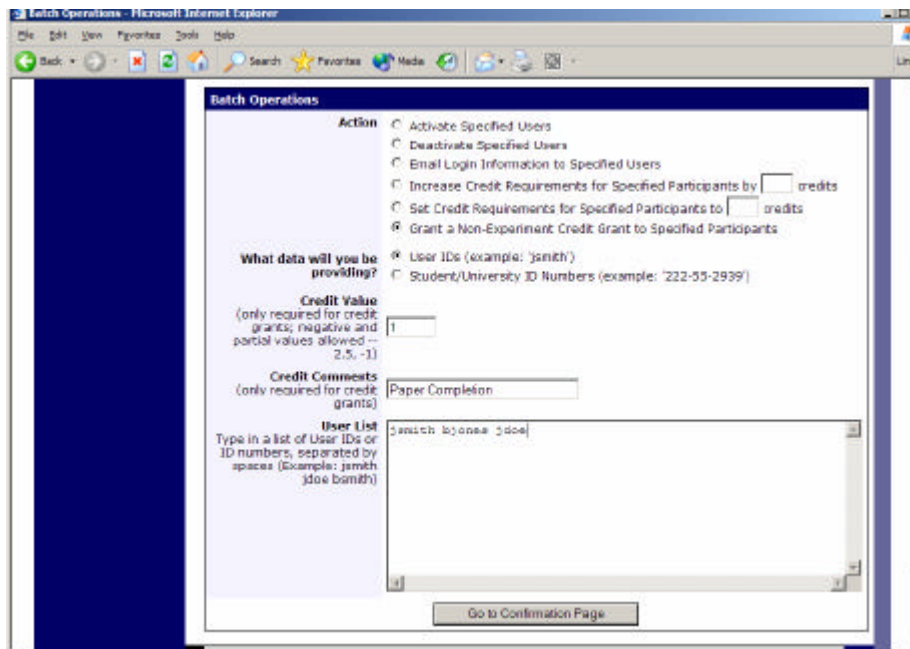 Batch Operations - Microsoft Internet Explorer
File Edit View Favorites Tools Help
Back Search Favorites Media
Batch Operations
Action
Activate Specified Users
Deactivate Specified Users
Email Login Information to Specified Users
Increase Credit Requirements for Specified Participants by credits
Set Credit Requirements for Specified Participants to credits
Grant a Non-Experiment Credit Grant to Specified Participants
What data will you be
providing?
User IDs (example: 'jsmith')
Student/University ID Numbers (example: '222-55-2939')
Credit Value
(only required for credit
grants; negative and
partial values allowed --
2.5, -1)
1
Credit Comments
(only required for credit
grants)
Paper Completion
User List
Type in a list of User IDs or
ID numbers, separated by
spaces (Example: jsmith
jdoe bsmith)
jsmith bjones jdoe
Go to Confirmation Page